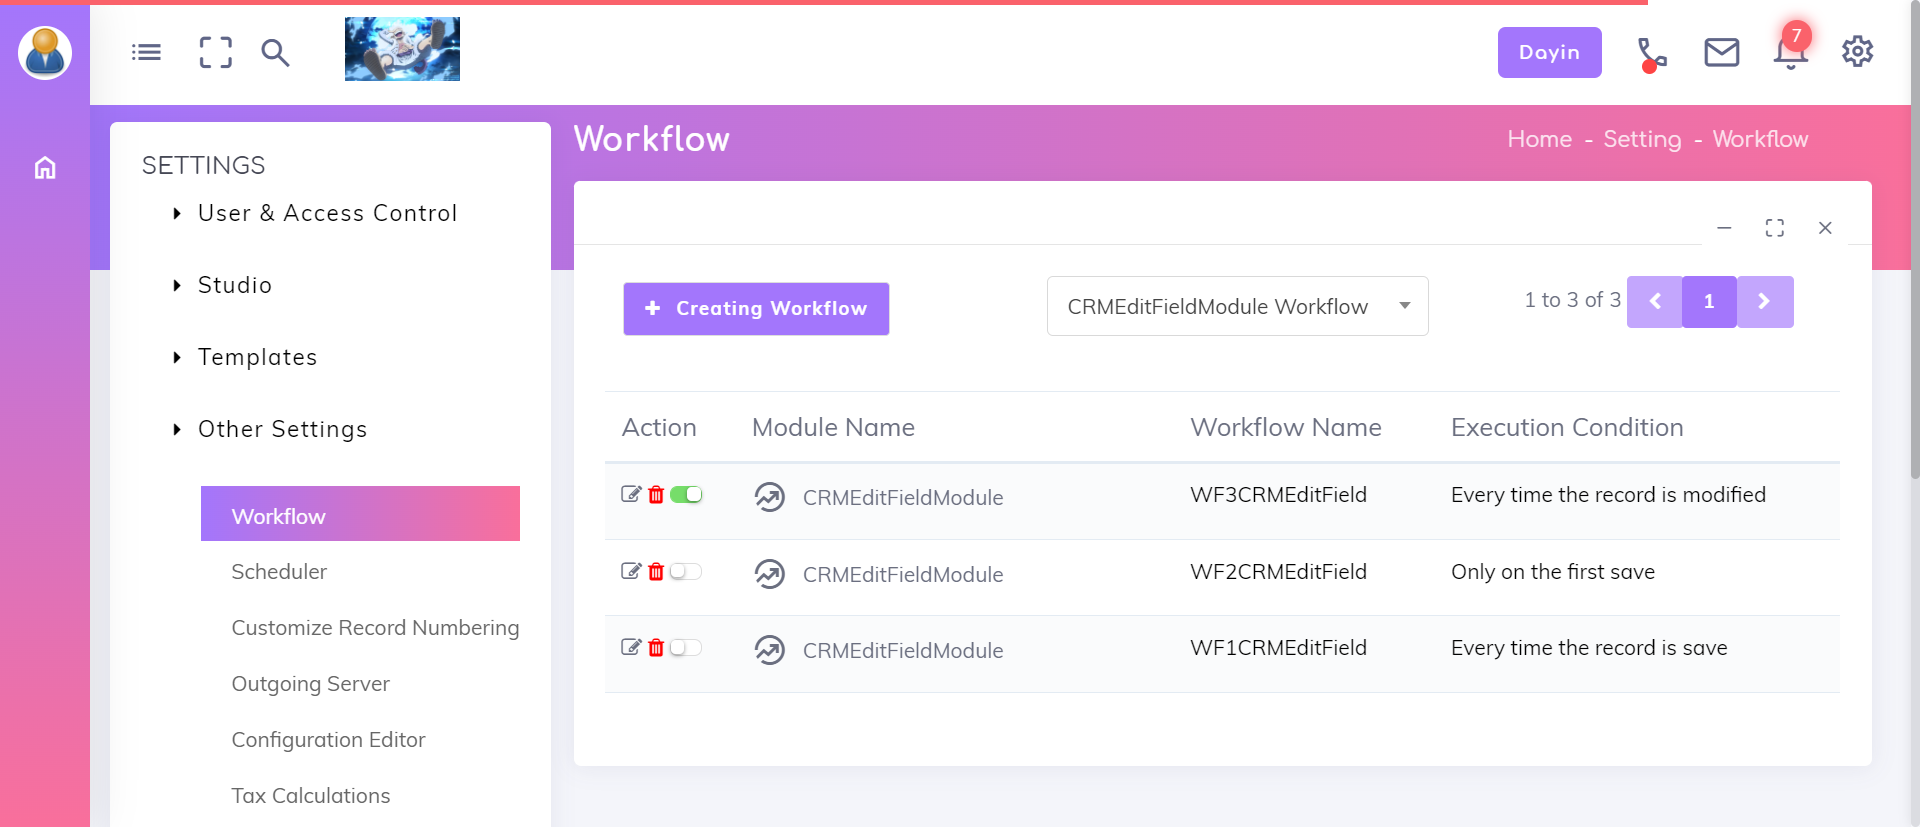 Dayin
7
SETTINGS
User & Access Control
Studio
Templates
Other Settings
Workflow
Scheduler
Customize Record Numbering
Outgoing Server
Configuration Editor
Tax Calculations
Workflow
Home - Setting - Workflow
Creating Workflow
CRMEditFieldModule Workflow
1 to 3 of 3
1
Action Module Name Workflow Name Execution Condition
CRMEditFieldModule WF3CRMEditField Every time the record is modified
CRMEditFieldModule WF2CRMEditField Only on the first save
CRMEditFieldModule WF1CRMEditField Every time the record is save